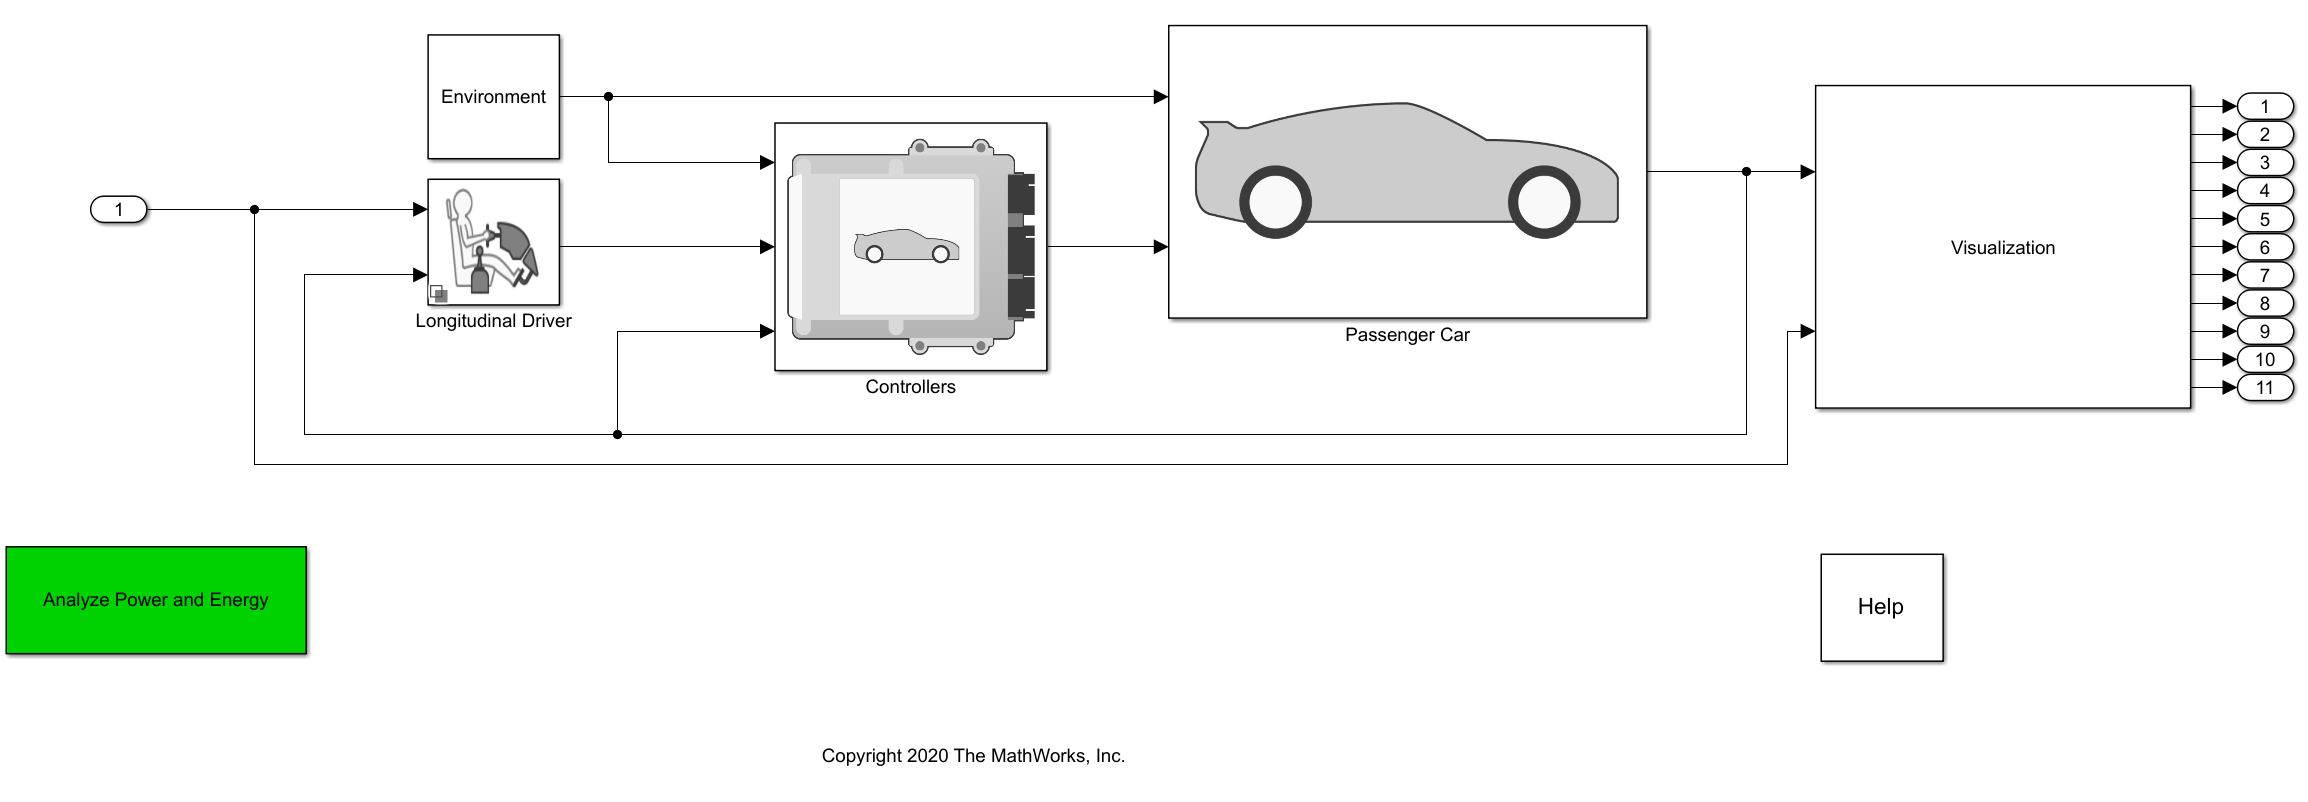 Environment
1
1
2
3
4
5
6
7
8
9
10
11
Visualization
Longitudinal Driver
Passenger Car
Controllers
Analyze Power and Energy
Help
Copyright 2020 The MathWorks, Inc.